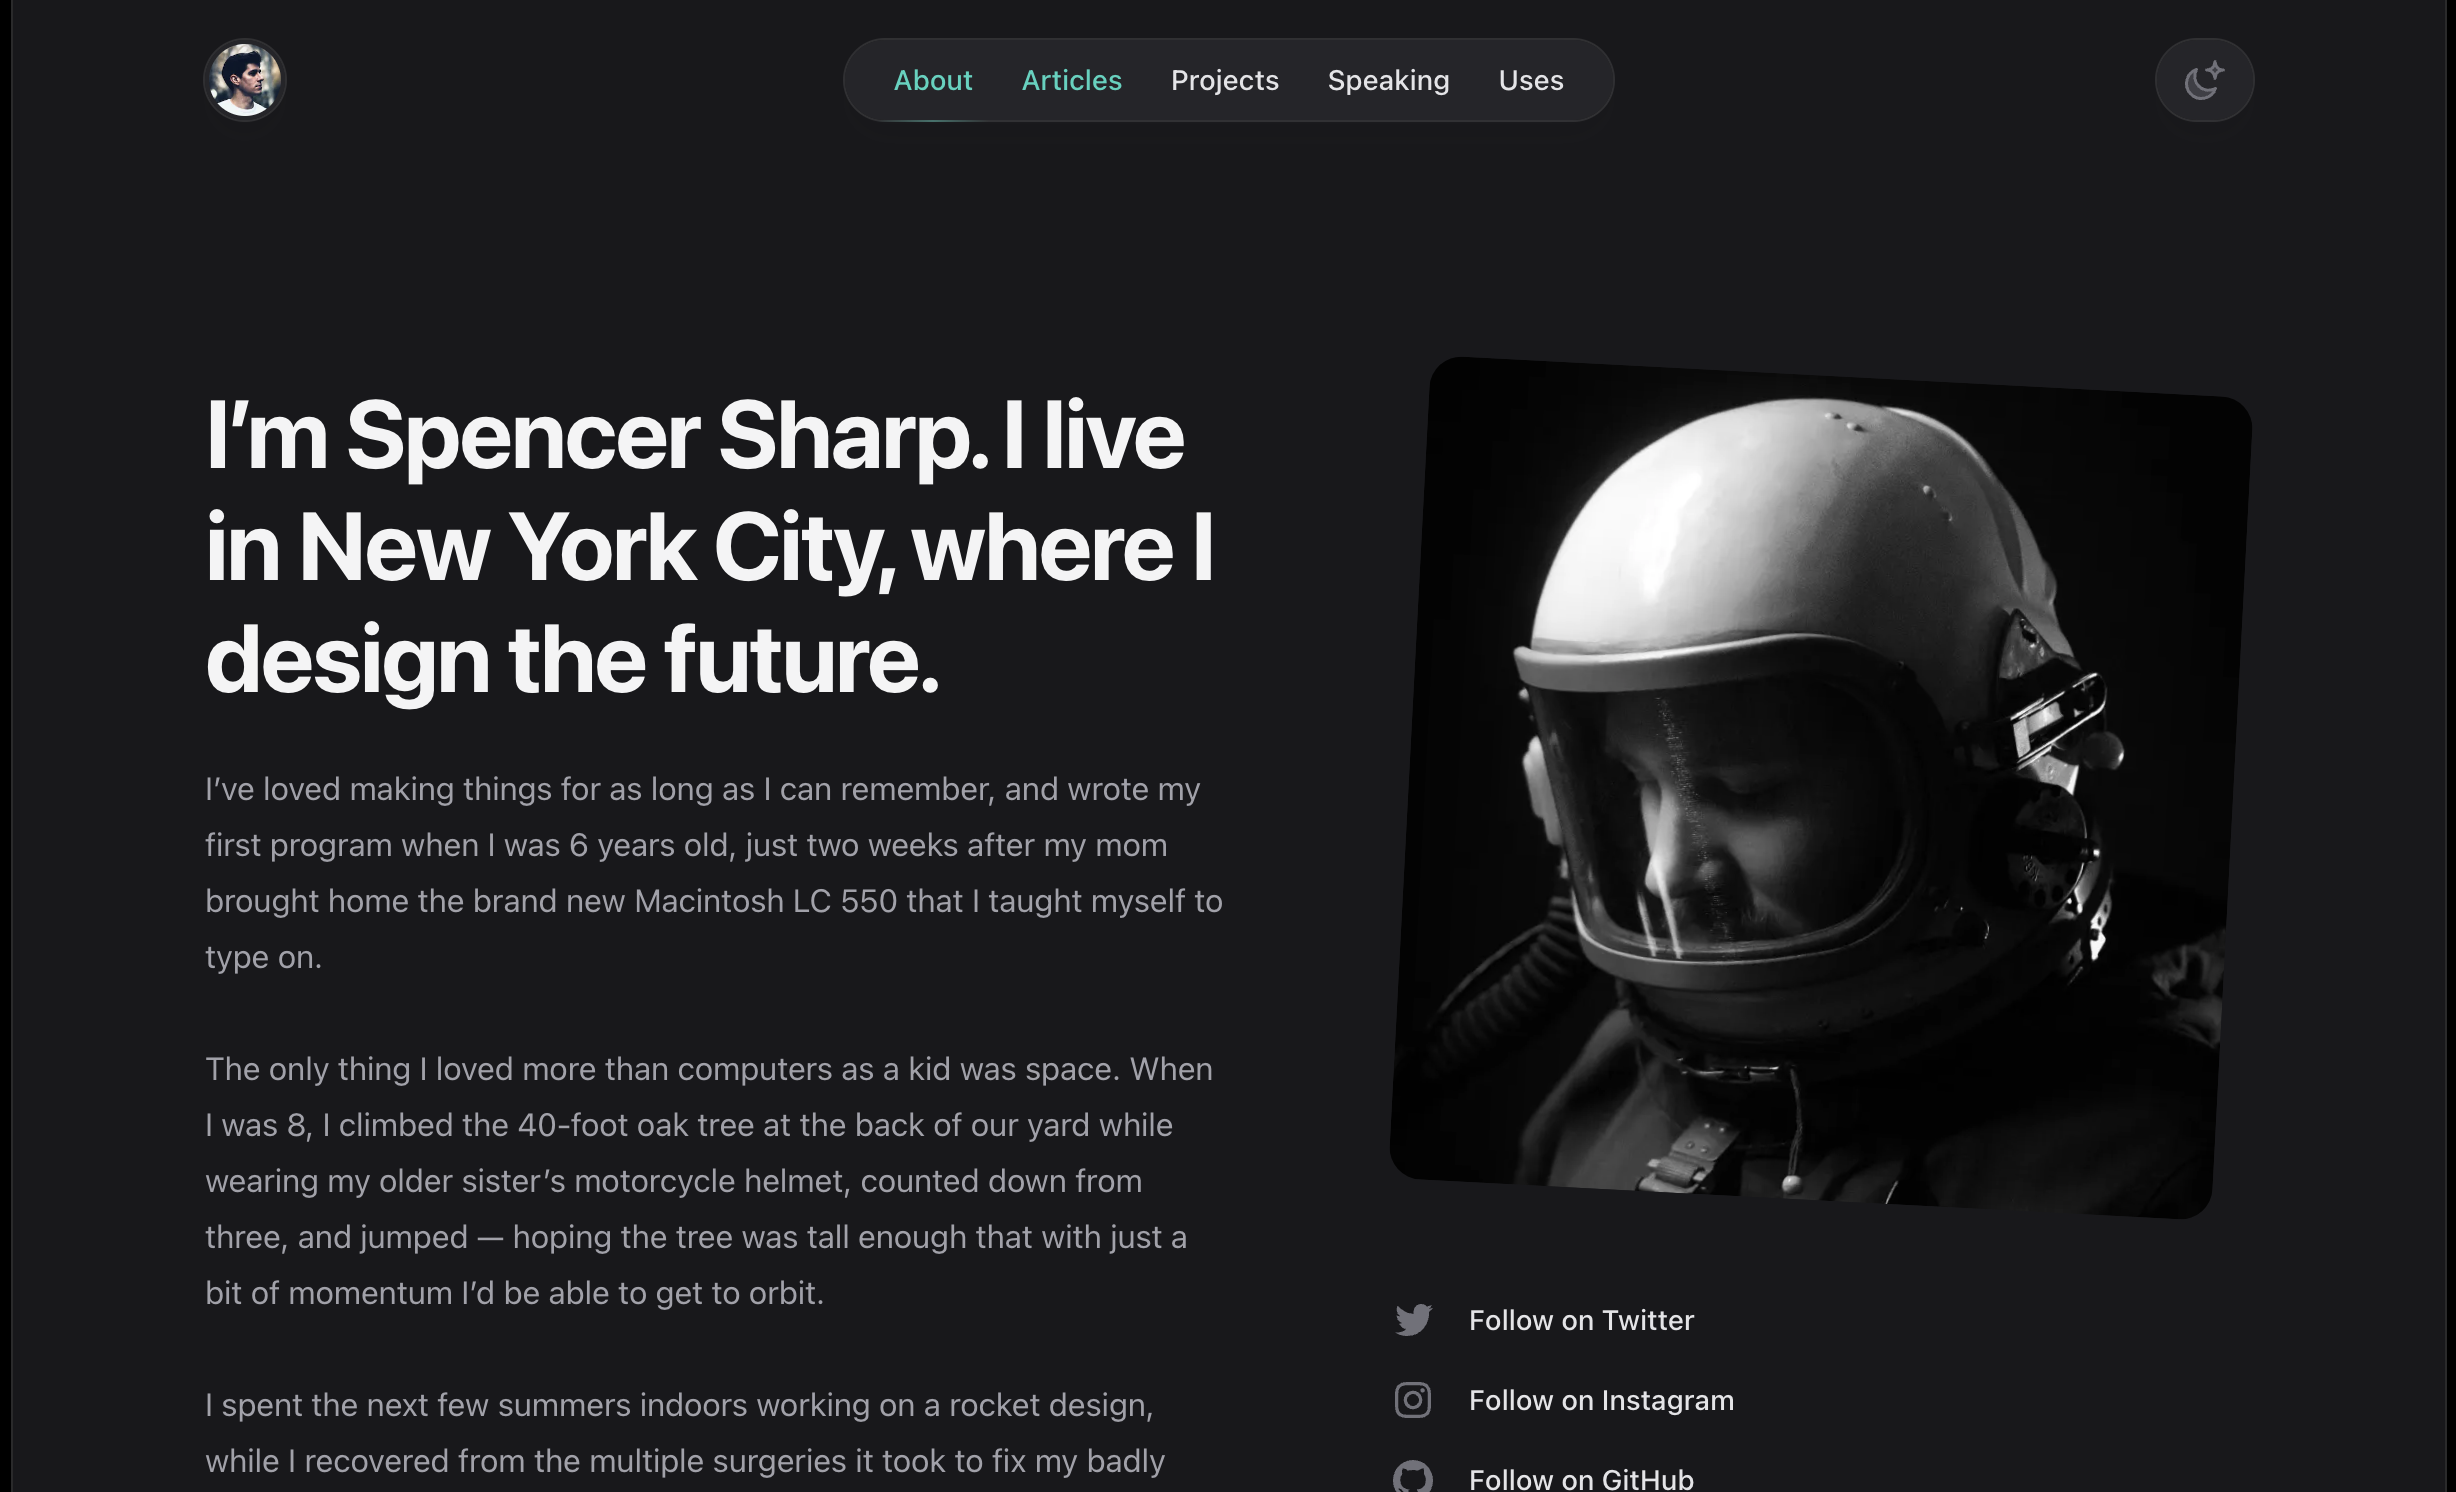 About Articles Projects Speaking Uses
I’m Spencer Sharp. I live
in New York City, where I
design the future.
I’ve loved making things for as long as I can remember, and wrote my
first program when I was 6 years old, just two weeks after my mom
brought home the brand new Macintosh LC 550 that I taught myself to
type on.
The only thing I loved more than computers as a kid was space. When
I was 8, I climbed the 40-foot oak tree at the back of our yard while
wearing my older sister’s motorcycle helmet, counted down from
three, and jumped — hoping the tree was tall enough that with just a
bit of momentum I’d be able to get to orbit.
I spent the next few summers indoors working on a rocket design,
while I recovered from the multiple surgeries it took to fix my badly
Follow on Twitter
Follow on Instagram
Follow on GitHub